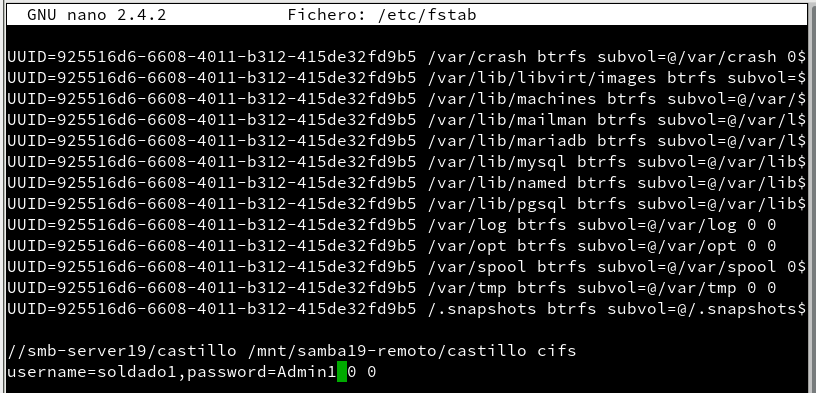 GNU nano 2.4.2 Fichero: /etc/fstab
UUID=925516d6-6608-4011-b312-415de32fd9b5 /var/crash btrfs subvol=@/var/crash 0$
UUID=925516d6-6608-4011-b312-415de32fd9b5 /var/lib/libvirt/images btrfs subvol=$
UUID=925516d6-6608-4011-b312-415de32fd9b5 /var/lib/machines btrfs subvol=@/var/$
UUID=925516d6-6608-4011-b312-415de32fd9b5 /var/lib/mailman btrfs subvol=@/var/l$
UUID=925516d6-6608-4011-b312-415de32fd9b5 /var/lib/mariadb btrfs subvol=@/var/l$
UUID=925516d6-6608-4011-b312-415de32fd9b5 /var/lib/mysql btrfs subvol=@/var/lib$
UUID=925516d6-6608-4011-b312-415de32fd9b5 /var/lib/named btrfs subvol=@/var/lib$
UUID=925516d6-6608-4011-b312-415de32fd9b5 /var/lib/pgsql btrfs subvol=@/var/lib$
UUID=925516d6-6608-4011-b312-415de32fd9b5 /var/log btrfs subvol=@/var/log 0 0
UUID=925516d6-6608-4011-b312-415de32fd9b5 /var/opt btrfs subvol=@/var/opt 0 0
UUID=925516d6-6608-4011-b312-415de32fd9b5 /var/spool btrfs subvol=@/var/spool 0$
UUID=925516d6-6608-4011-b312-415de32fd9b5 /var/tmp btrfs subvol=@/var/tmp 0 0
UUID=925516d6-6608-4011-b312-415de32fd9b5 /.snapshots btrfs subvol=@/.snapshots$
//smb-server19/castillo /mnt/samba19-remoto/castillo cifs
username=soldado1,password=Admin1 0 0